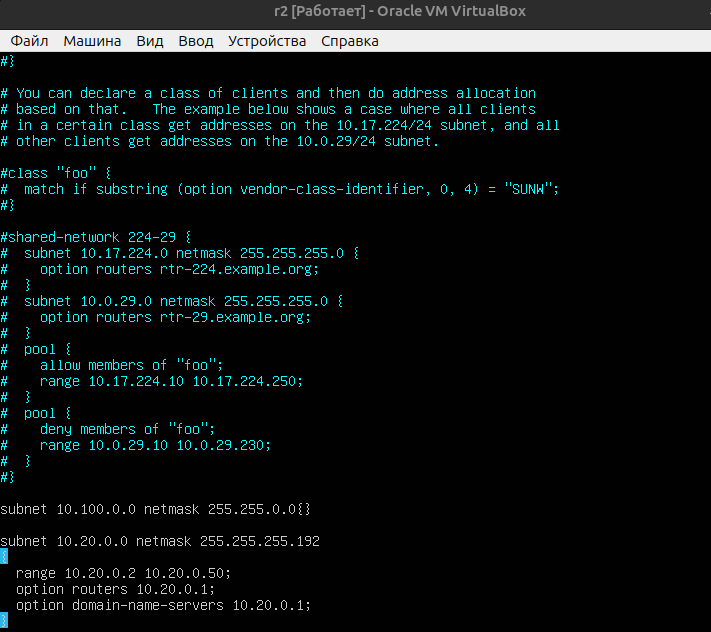 r2 [Работает] - Oracle VM VirtualBox
Файл Машина Вид Ввод Устройства Справка
#}
# You can declare a class of clients and then do address allocation
# based on that.   The example below shows a case where all clients
# in a certain class get addresses on the 10.17.224/24 subnet, and all
# other clients get addresses on the 10.0.29/24 subnet.
#class "foo" {
#  match if substring (option vendor-class-identifier, 0, 4) = "SUNW";
#}
#shared-network 224-29 {
#  subnet 10.17.224.0 netmask 255.255.255.0 {
#    option routers rtr-224.example.org;
#  }
#  subnet 10.0.29.0 netmask 255.255.255.0 {
#    option routers rtr-29.example.org;
#  }
#  pool {
#    allow members of "foo";
#    range 10.17.224.10 10.17.224.250;
#  }
#  pool {
#    deny members of "foo";
#    range 10.0.29.10 10.0.29.230;
#  }
#}
subnet 10.100.0.0 netmask 255.255.0.0{}
subnet 10.20.0.0 netmask 255.255.255.192
{
  range 10.20.0.2 10.20.0.50;
  option routers 10.20.0.1;
  option domain-name-servers 10.20.0.1;
}